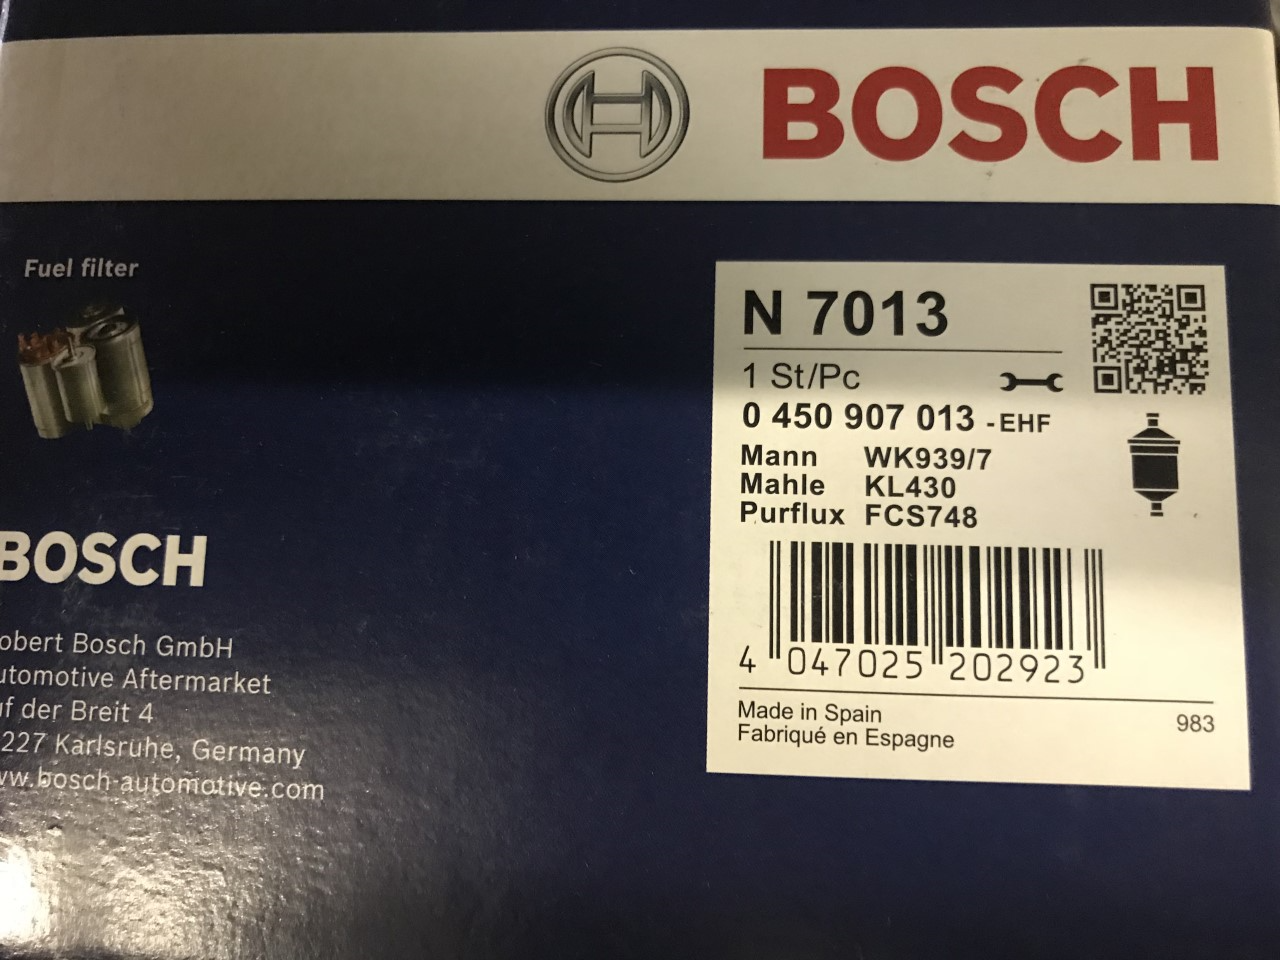 BOSCH
Fuel filter
N 7013
1 St/Pc
0 450 907 013 -EHF
Mann WK939/7
Mahle KL430
Purflux FCS748
4 047025 202923
Made in Spain
Fabriqué en Espagne
983
BOSCH
obert Bosch GmbH
utomotive Aftermarket
uf der Breit 4
227 Karlsruhe, Germany
ww.bosch-automotive.com